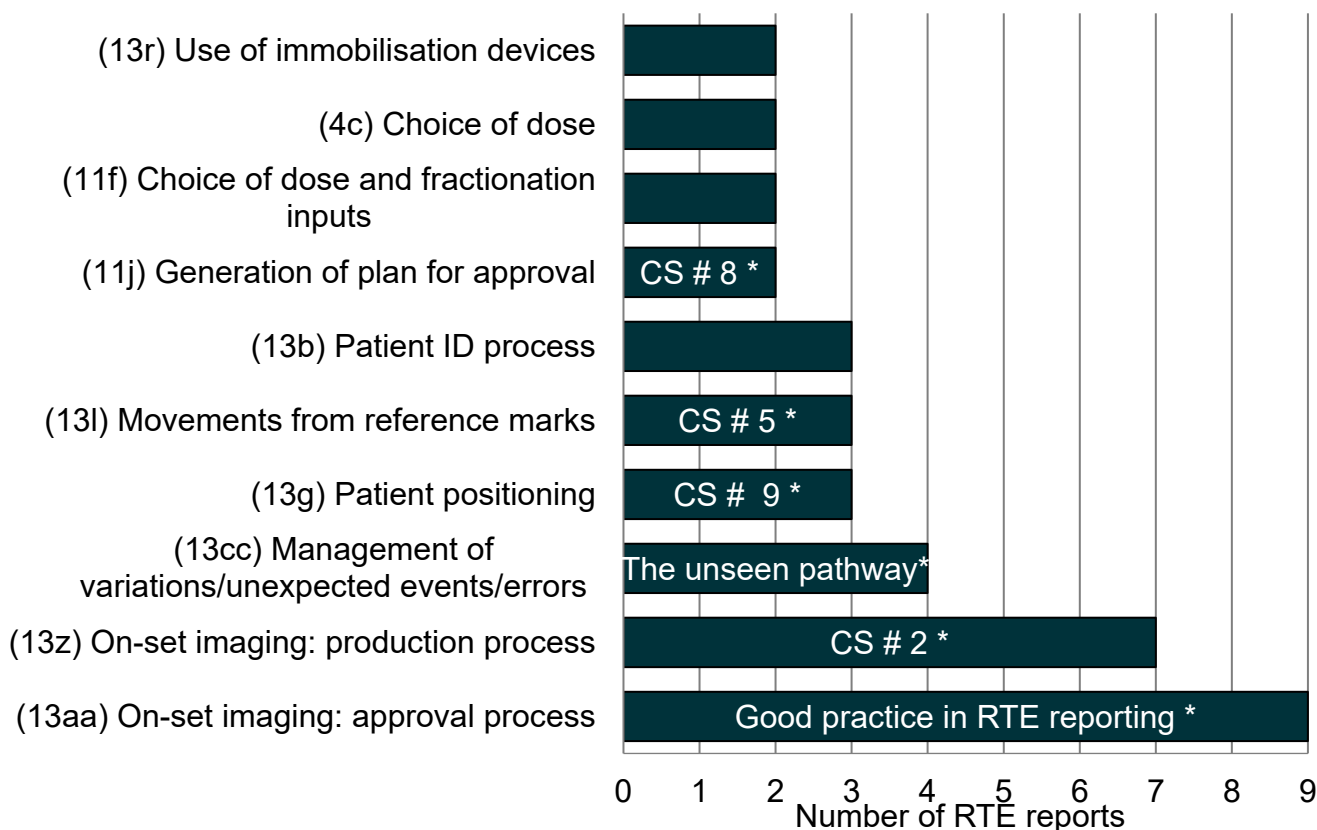 (13r) Use of immobilisation devices
(4c) Choice of dose
(11f) Choice of dose and fractionation
inputs
(11j) Generation of plan for approval
CS # 8 *
(13b) Patient ID process
(13l) Movements from reference marks
CS # 5 *
(13g) Patient positioning
CS # 9 *
(13cc) Management of
variations/unexpected events/errors
The unseen pathway*
(13z) On-set imaging: production process
CS # 2 *
(13aa) On-set imaging: approval process
Good practice in RTE reporting *
0 1 2 3 4 5 6 7 8 9
Number of RTE reports